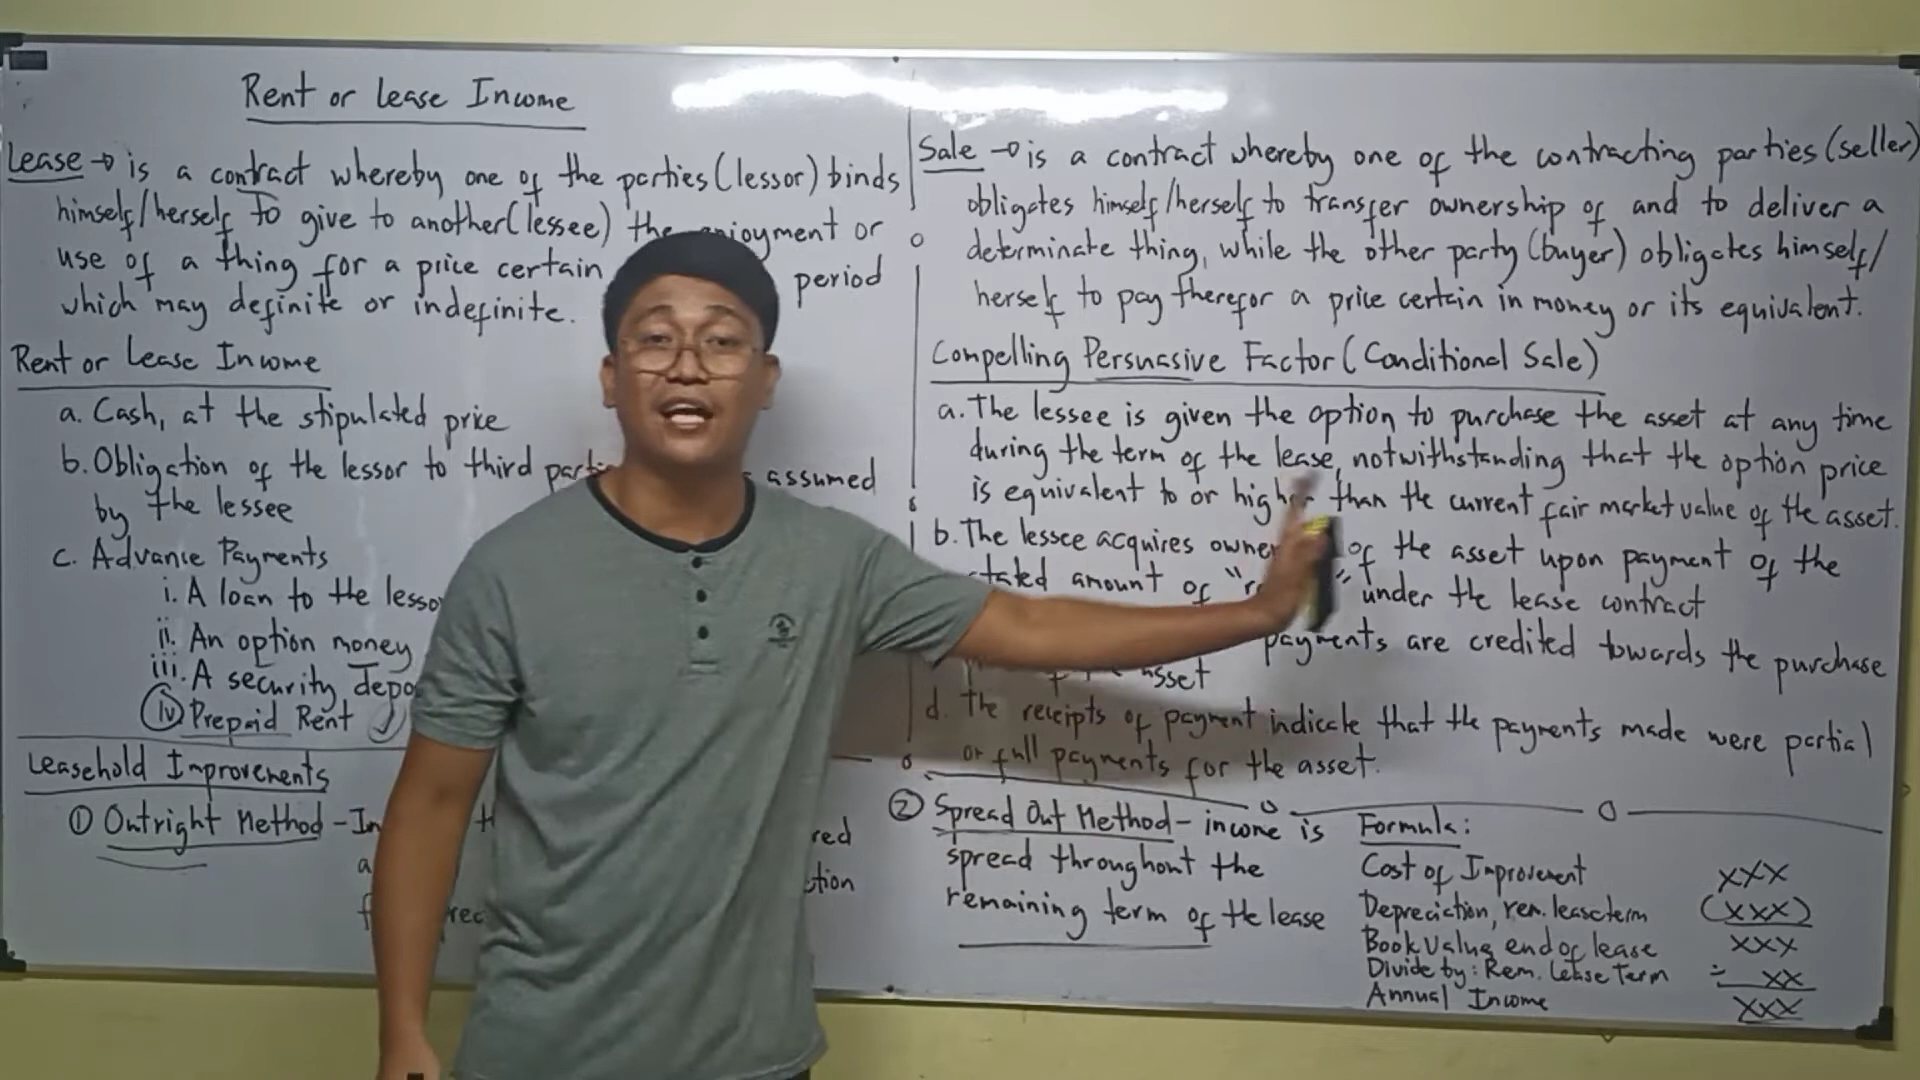 Rent or Lease Income
Lease → is a contract whereby one of the parties (lessor) binds
himself/herself to give to another (lessee) the enjoyment or
use of a thing for a price certain period
which may definite or indefinite.
Rent or Lease Income
a. Cash, at the stipulated price
b. Obligation of the lessor to third assumed
by the lessee
c. Advance Payments
i. A loan to the
ii. An option money
iii. A security
iv Prepaid Rent
Leasehold Improvements
① Outright Method -
Sale → is a contract whereby one of the contracting parties (seller)
obligates himself/herself to transfer ownership of and to deliver a
determinate thing, while the other party (buyer) obligates himself/
herself to pay therefor a price certain in money or its equivalent.
Compelling Persuasive Factor (Conditional Sale)
a. The lessee is given the option to purchase the asset at any time
during the term of the lease, notwithstanding that the option price
is equivalent to or higher than the current fair market value of the asset.
b. The lessee acquires of the asset upon payment of the
stated amount of " " under the lease contract
payments are credited towards the purchase
asset
d. The receipts of payment indicate that the payments made were partial
or full payments for the asset.
② Spread Out Method - income is
spread throughout the
remaining term of the lease
Formula:
Cost of Improvement xxx
Depreciation, rem. lease term (xxx)
Book Value, end of lease xxx
Divide by: Rem. Lease Term ÷ xx
Annual Income xxx